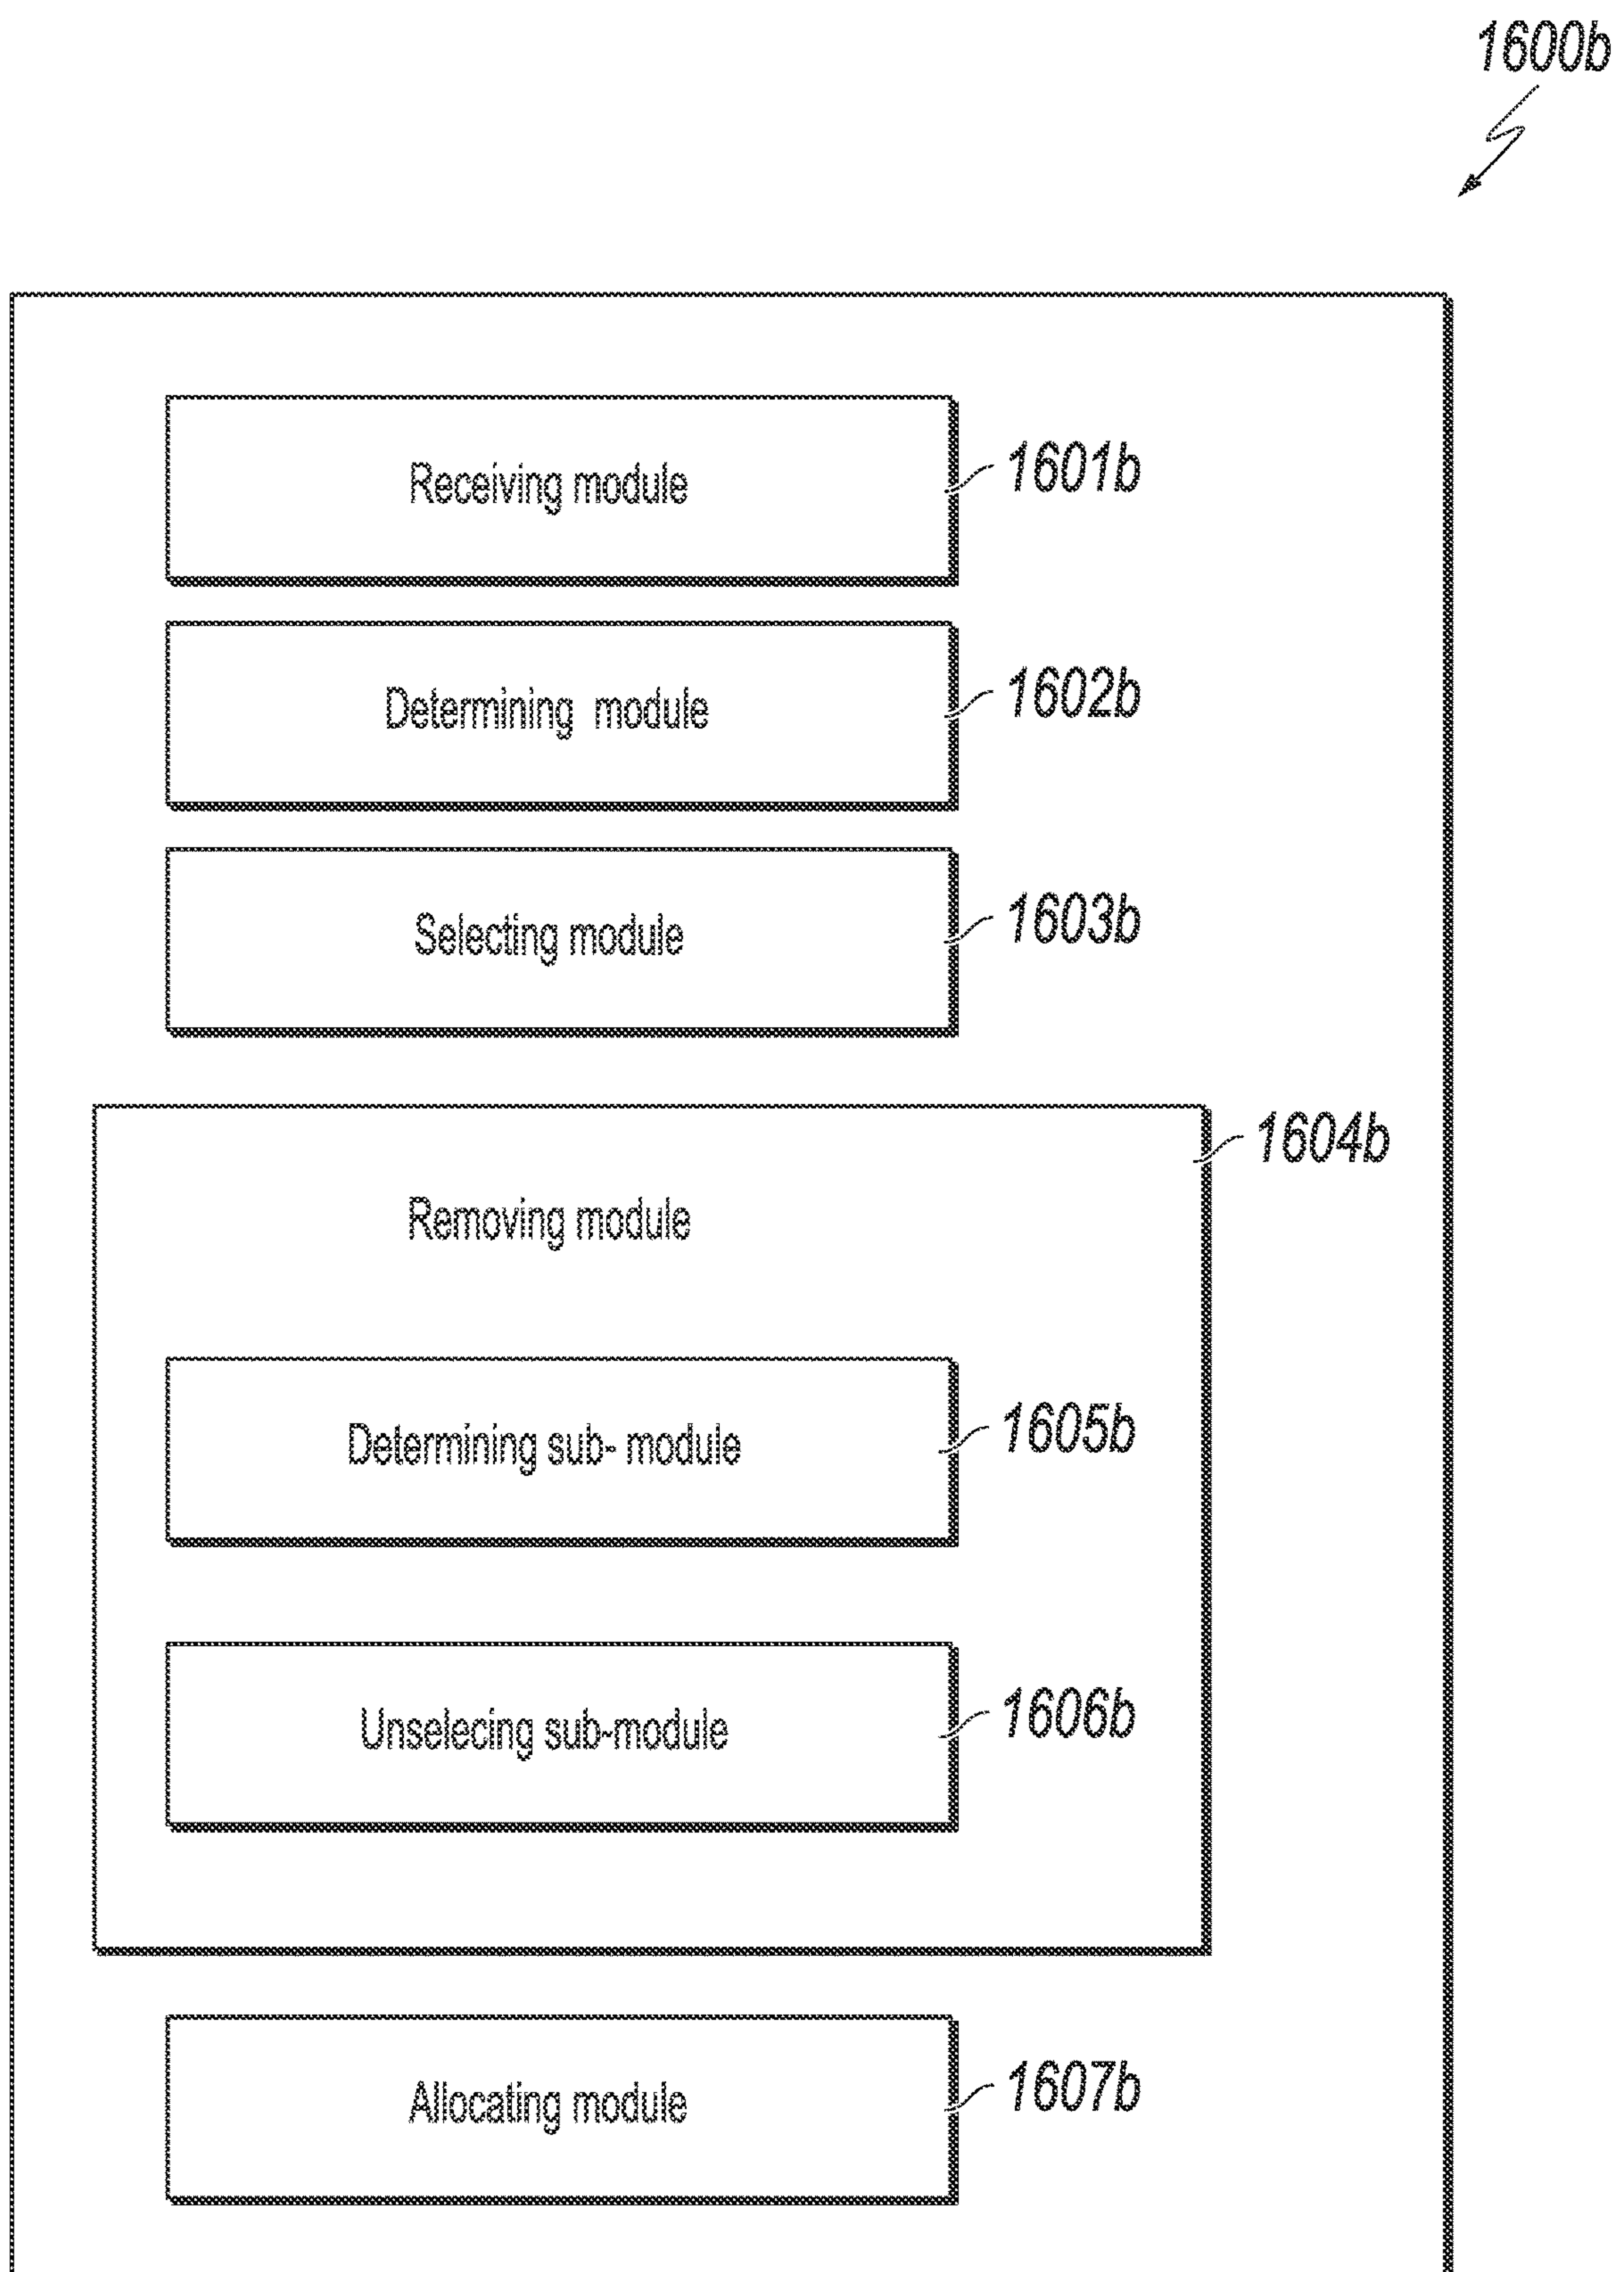 1600b
Receiving module
1601b
Determining module
1602b
Selecting module
1603b
1604b
Removing module
Determining sub- module
1605b
Unselecing sub-module
1606b
Allocating module
1607b